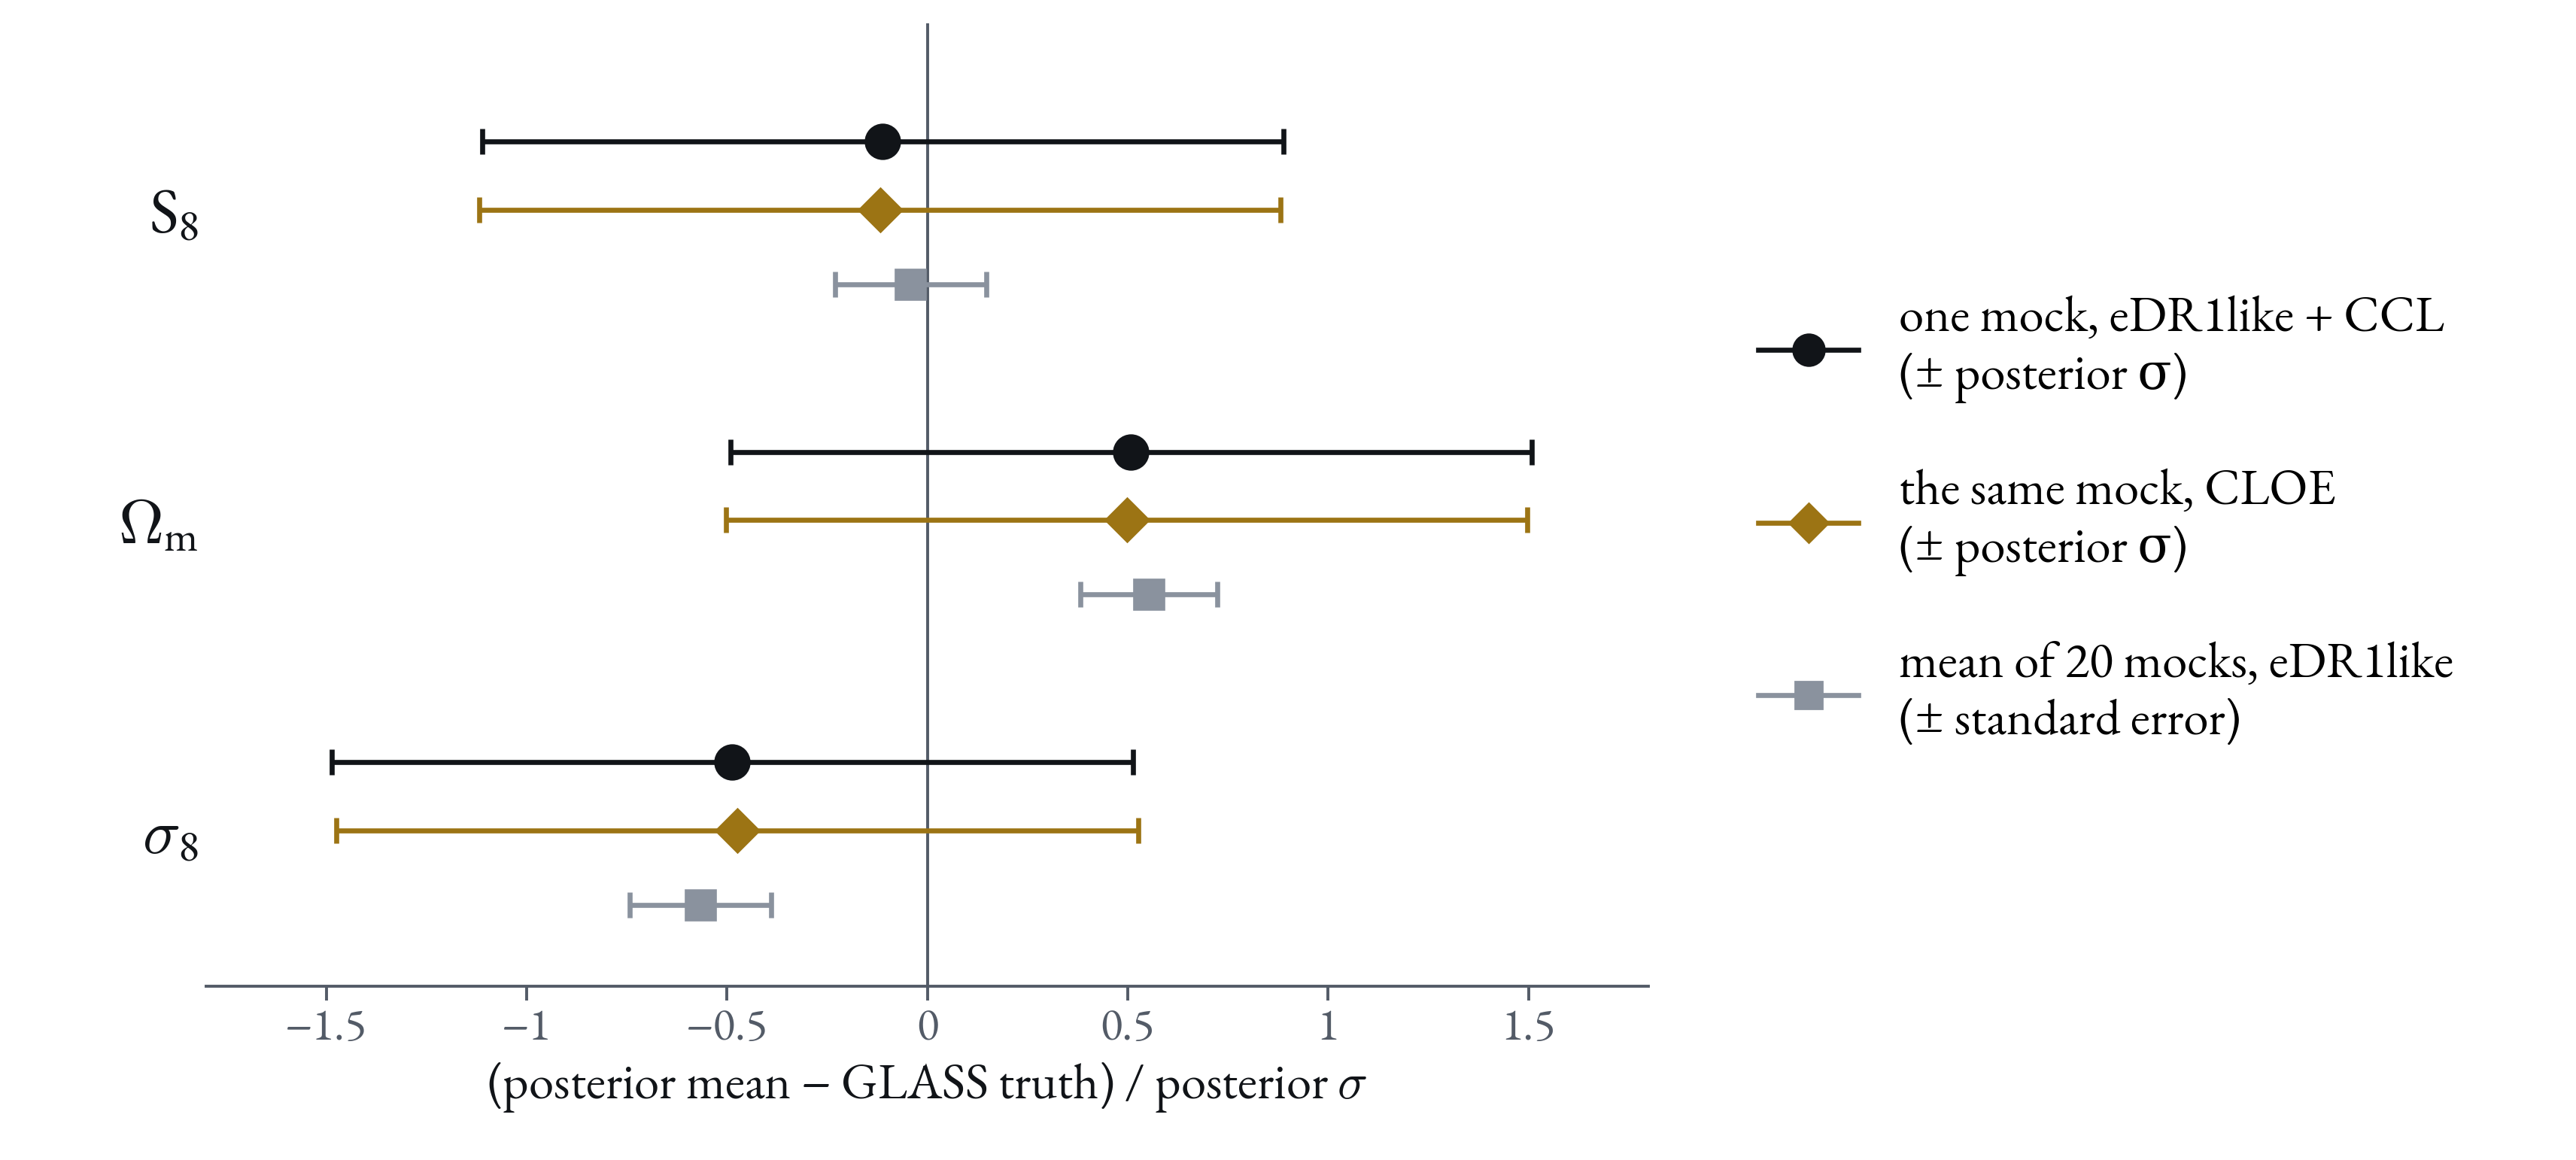 S₈
Ωₘ
σ₈
−1.5 −1 −0.5 0 0.5 1 1.5
(posterior mean − GLASS truth) / posterior σ
one mock, eDR1like + CCL
(± posterior σ)
the same mock, CLOE
(± posterior σ)
mean of 20 mocks, eDR1like
(± standard error)